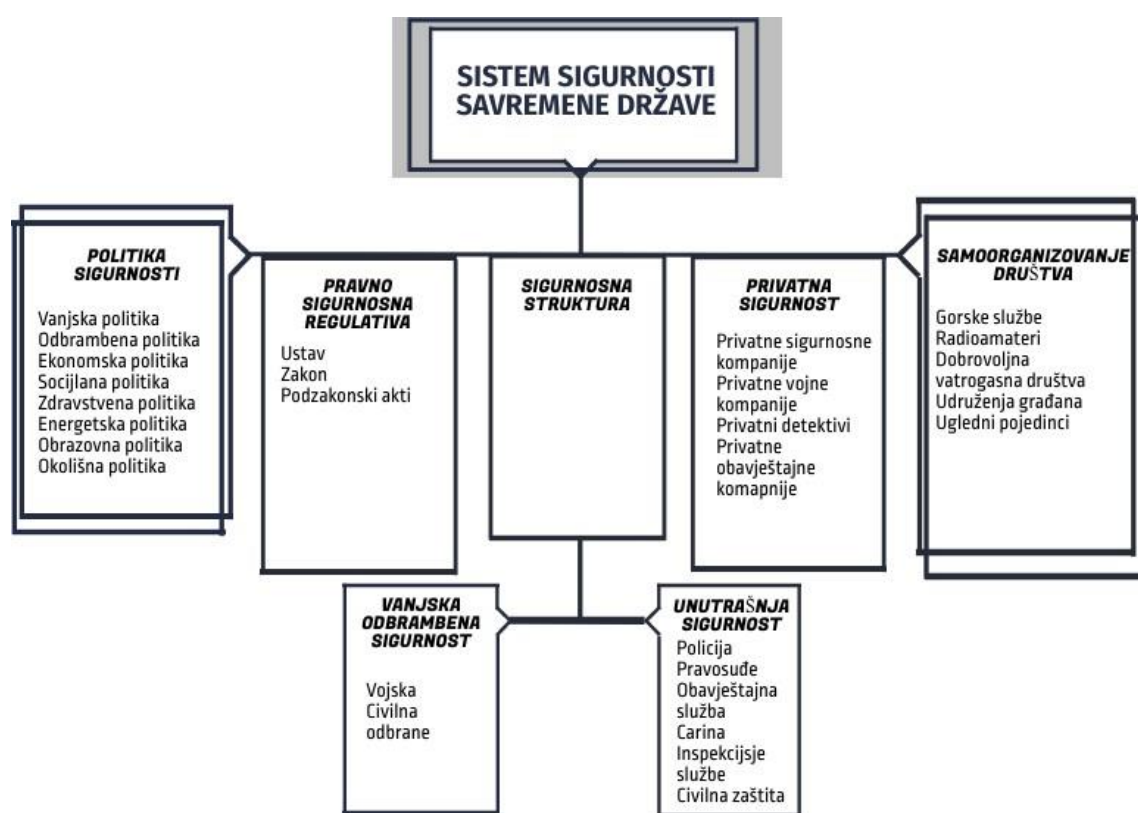 SISTEM SIGURNOSTI
SAVREMENE DRŽAVE
POLITIKA
SIGURNOSTI
Vanjska politika
Odbrambena politika
Ekonomska politika
Socijlana politika
Zdravstvena politika
Energetska politika
Obrazovna politika
Okolišna politika
PRAVNO
SIGURNOSNA
REGULATIVA
Ustav
Zakon
Podzakonski akti
SIGURNOSNA
STRUKTURA
PRIVATNA
SIGURNOST
Privatne sigurnosne
kompanije
Privatne vojne
kompanije
Privatni detektivi
Privatne
obavještajne
komapnije
SAMOORGANIZOVANJE
DRUŠTVA
Gorske službe
Radioamateri
Dobrovoljna
vatrogasna društva
Udruženja građana
Ugledni pojedinci
VANJSKA
ODBRAMBENA
SIGURNOST
Vojska
Civilna
odbrane
UNUTRAŠNJA
SIGURNOST
Policija
Pravosuđe
Obavještajna
služba
Carina
Inspekcijsje
službe
Civilna zaštita